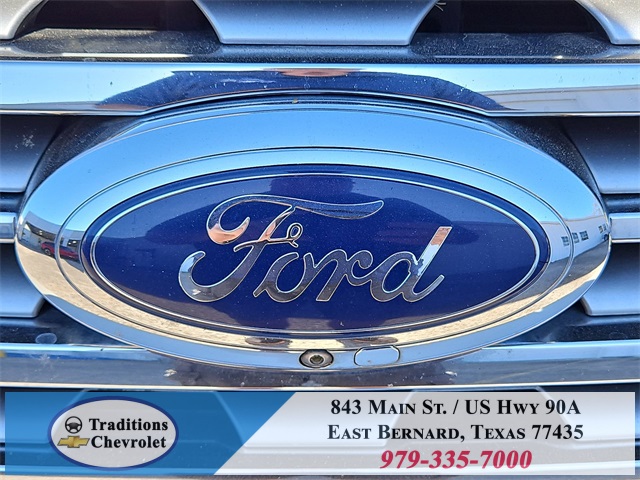 Ford
Traditions
Chevrolet
843 Main St. / US Hwy 90A
East Bernard, Texas 77435
979-335-7000